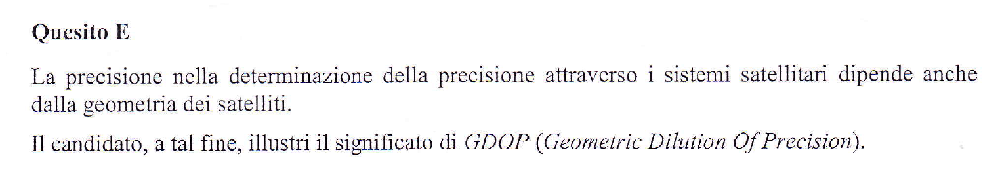 Quesito E
La precisione nella determinazione della precisione attraverso i sistemi satellitari dipende anche
dalla geometria dei satelliti.
Il candidato, a tal fine, illustri il significato di GDOP (Geometric Dilution Of Precision).